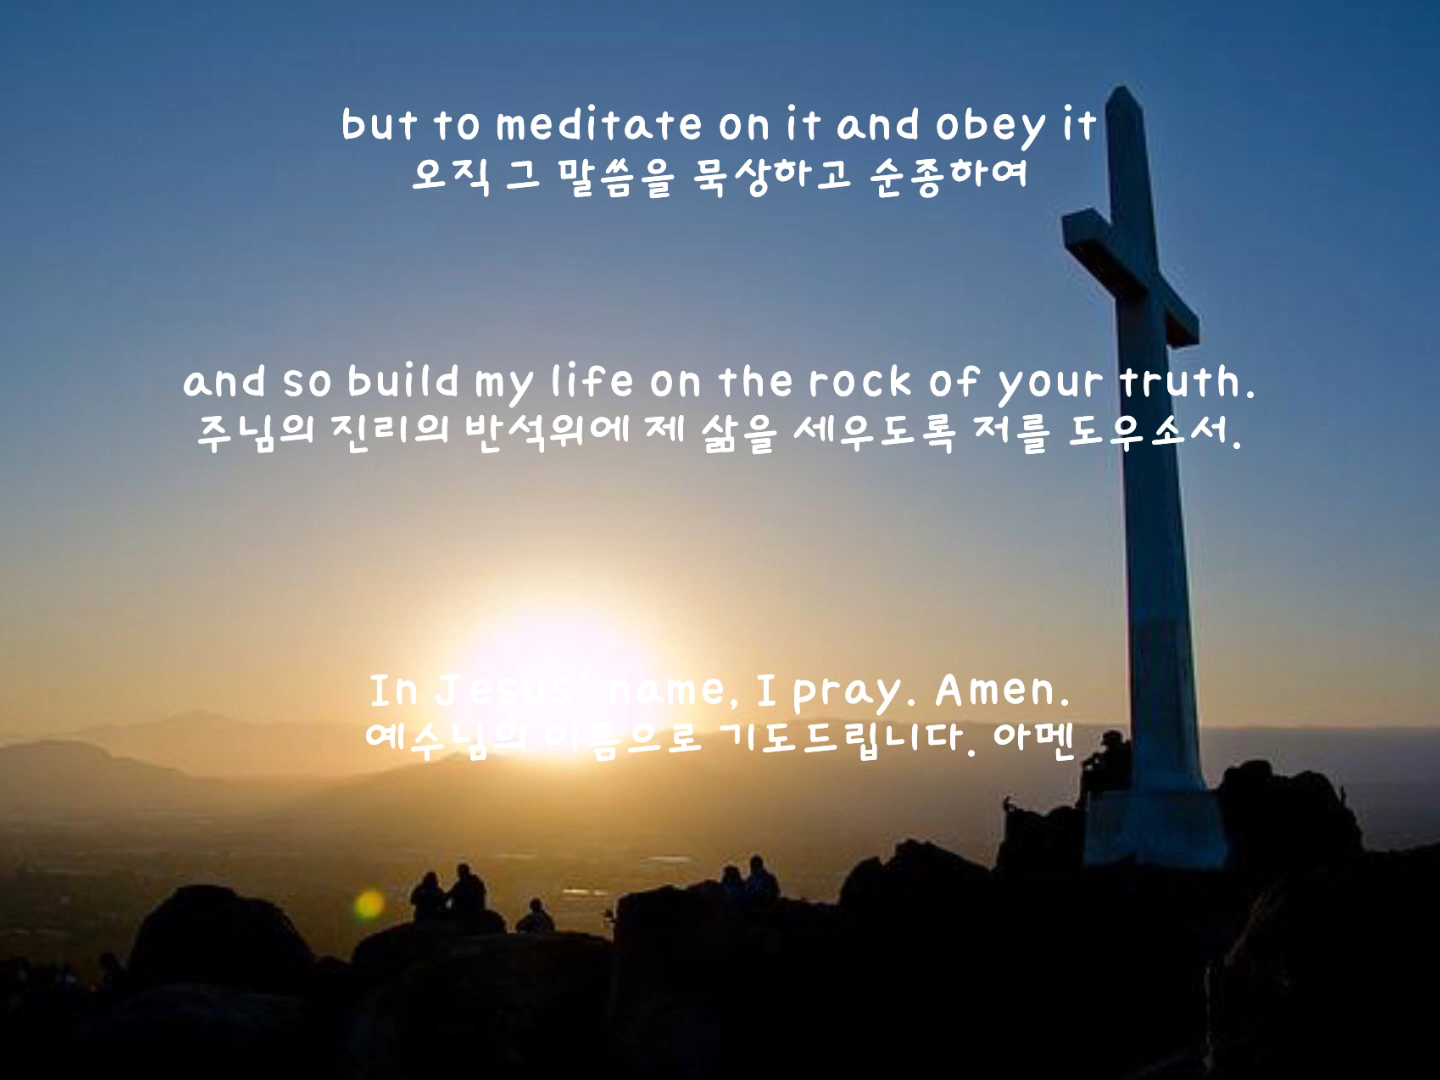 but to meditate on it and obey it
오직 그 말씀을 묵상하고 순종하여
and so build my life on the rock of your truth.
주님의 진리의 반석위에 제 삶을 세우도록 저를 도우소서.
In Jesus' name, I pray. Amen.
예수님의 이름으로 기도드립니다. 아멘